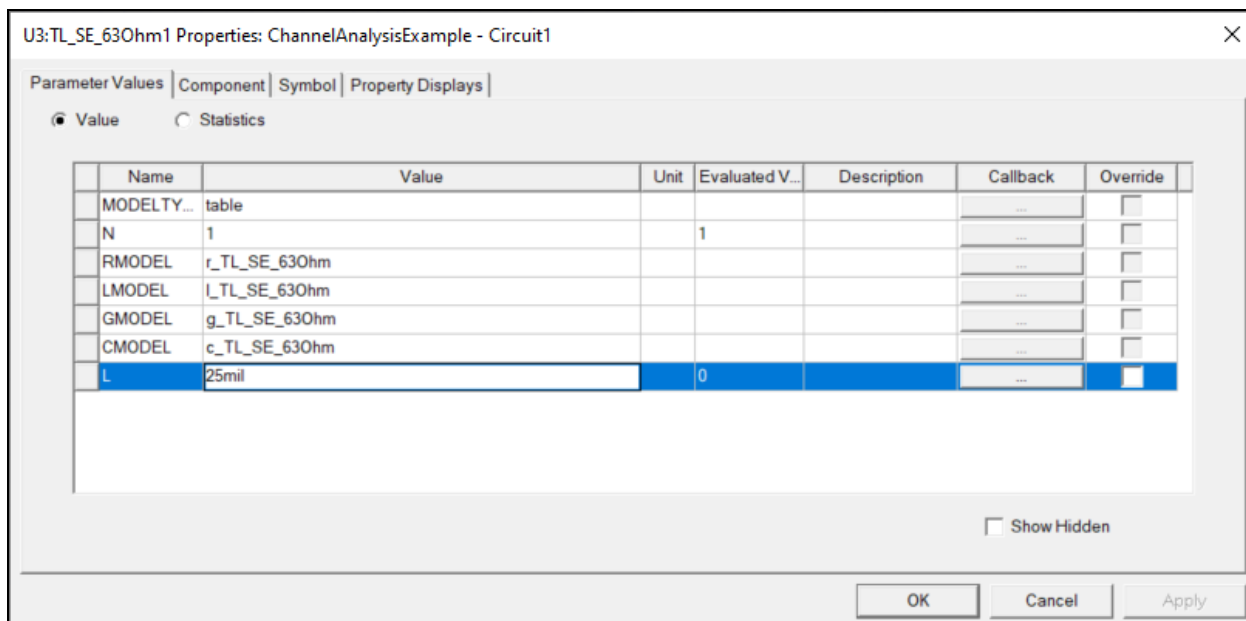 U3:TL_SE_63Ohm1 Properties: ChannelAnalysisExample - Circuit1
Parameter Values Component Symbol Property Displays
Value Statistics
Name Value Unit Evaluated V... Description Callback Override
MODELTY... table ...
N 1 1 ...
RMODEL r_TL_SE_63Ohm ...
LMODEL l_TL_SE_63Ohm ...
GMODEL g_TL_SE_63Ohm ...
CMODEL c_TL_SE_63Ohm ...
L 25mil 0 ...
Show Hidden
OK Cancel Apply